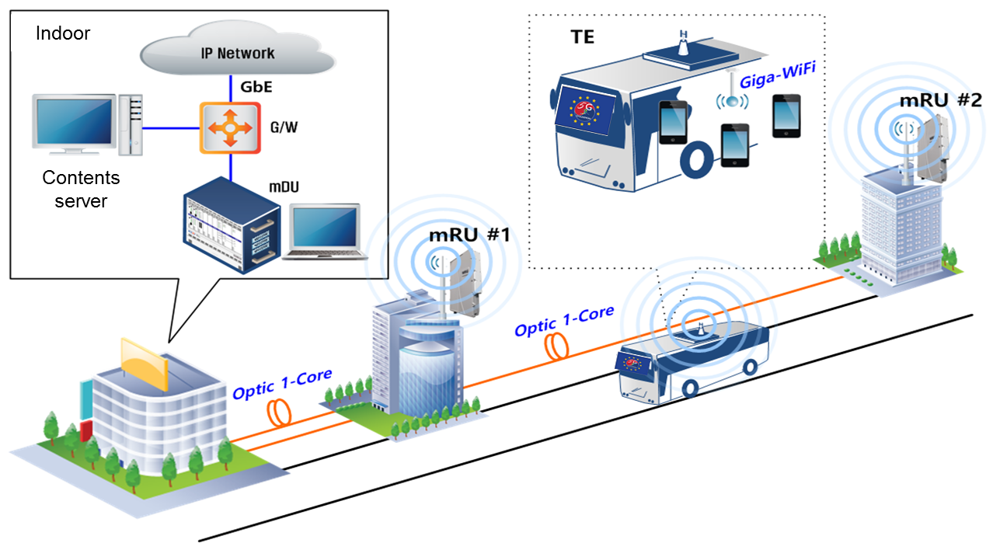 Indoor
IP Network
GbE
G/W
Contents
server
mDU
TE
H
Giga-WiFi
mRU #2
mRU #1
Optic 1-Core
H
Optic 1-Core